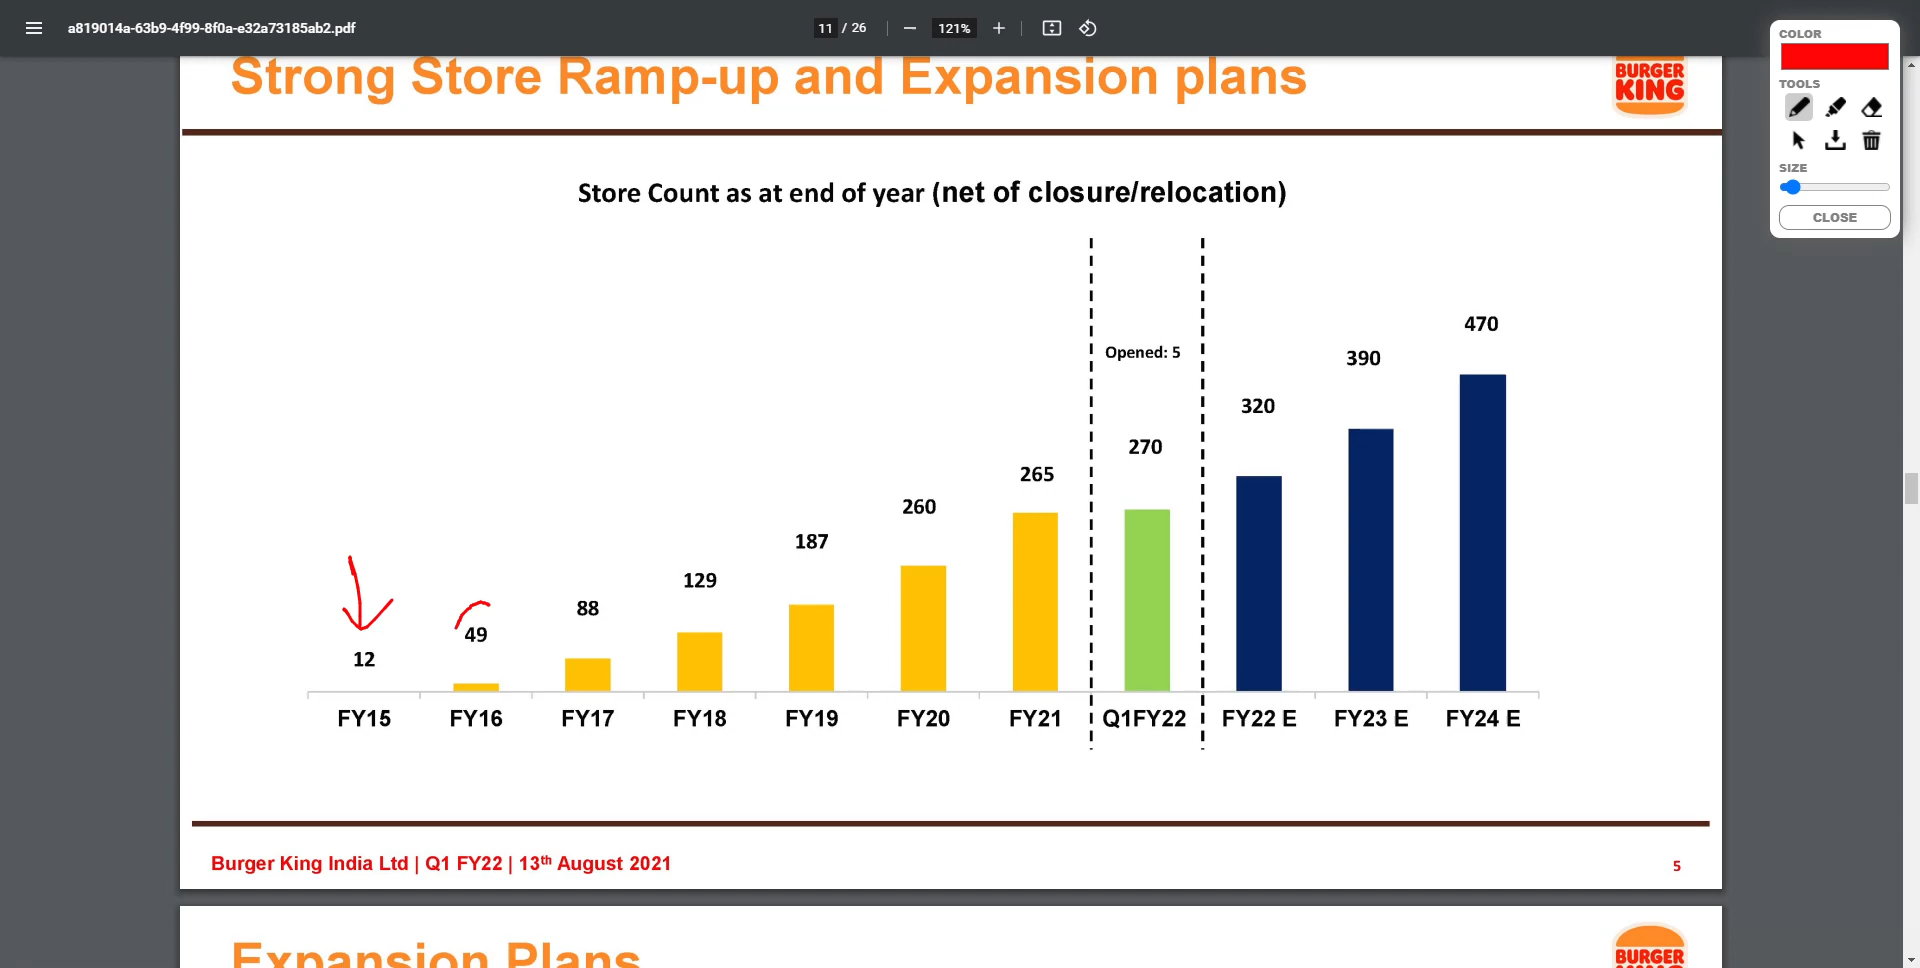 a819014a-63b9-4f99-8f0a-e32a73185ab2.pdf
11 / 26
121%
COLOR
TOOLS
SIZE
CLOSE
Strong Store Ramp-up and Expansion plans
BURGER
KING
Store Count as at end of year (net of closure/relocation)
12
49
88
129
187
260
265
Opened: 5
270
320
390
470
FY15 FY16 FY17 FY18 FY19 FY20 FY21 Q1FY22 FY22 E FY23 E FY24 E
Burger King India Ltd | Q1 FY22 | 13th August 2021
5
Expansion Plans
BURGER
KING